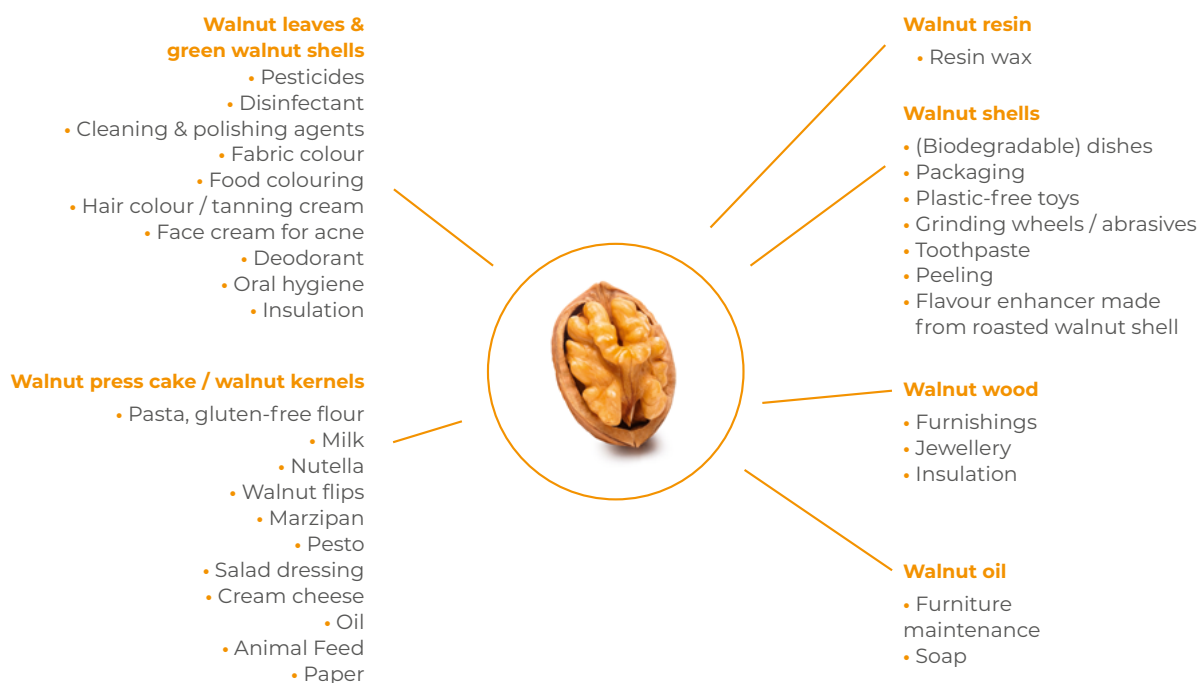 Walnut leaves &
green walnut shells
• Pesticides
• Disinfectant
• Cleaning & polishing agents
• Fabric colour
• Food colouring
• Hair colour / tanning cream
• Face cream for acne
• Deodorant
• Oral hygiene
• Insulation
Walnut press cake / walnut kernels
• Pasta, gluten-free flour
• Milk
• Nutella
• Walnut flips
• Marzipan
• Pesto
• Salad dressing
• Cream cheese
• Oil
• Animal Feed
• Paper
Walnut resin
• Resin wax
Walnut shells
• (Biodegradable) dishes
• Packaging
• Plastic-free toys
• Grinding wheels / abrasives
• Toothpaste
• Peeling
• Flavour enhancer made
from roasted walnut shell
Walnut wood
• Furnishings
• Jewellery
• Insulation
Walnut oil
• Furniture
maintenance
• Soap